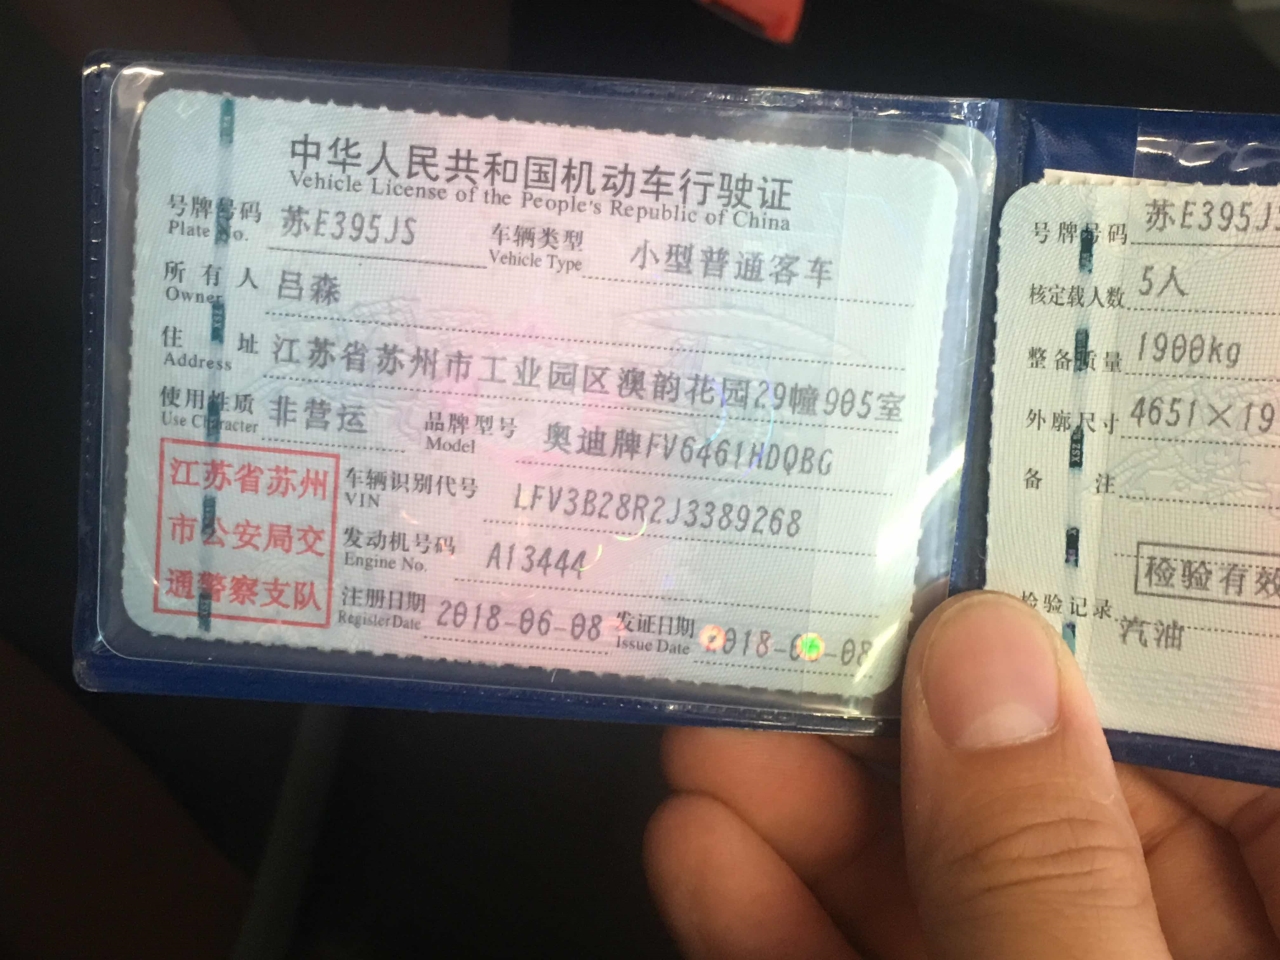 中华人民共和国机动车行驶证
Vehicle License of the People's Republic of China
号牌号码 苏E395JS 车辆类型 小型普通客车
Plate No. Vehicle Type
所有人 吕森
Owner
住址 江苏省苏州市工业园区澳韵花园29幢905室
Address
使用性质 非营运 品牌型号 奥迪牌FV6461HDQBG
Use Character Model
江苏省苏州
市公安局交
通警察支队
车辆识别代号 LFV3B28R2J3389268
VIN
发动机号码 A13444
Engine No.
注册日期 2018-06-08 发证日期 2018-06-08
Register Date Issue Date
号牌号码 苏E395J
核定载人数 5人
整备质量 1900kg
外廓尺寸 4651×19
备注
检验有效
检验记录
汽油